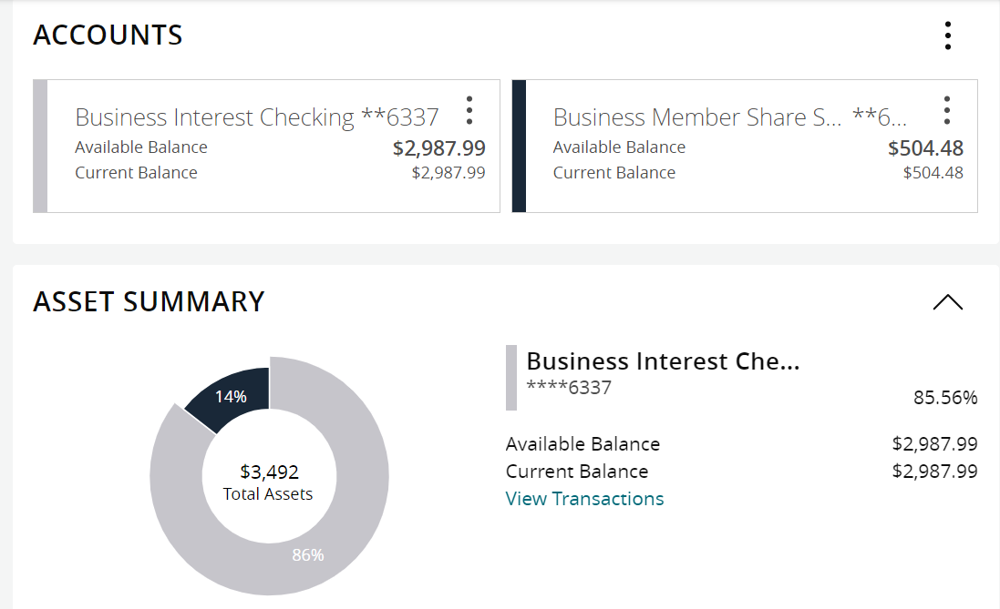 ACCOUNTS
Business Interest Checking **6337
Available Balance $2,987.99
Current Balance $2,987.99
Business Member Share S... **6...
Available Balance $504.48
Current Balance $504.48
ASSET SUMMARY
14%
$3,492
Total Assets
86%
Business Interest Che...
****6337
85.56%
Available Balance $2,987.99
Current Balance $2,987.99
View Transactions